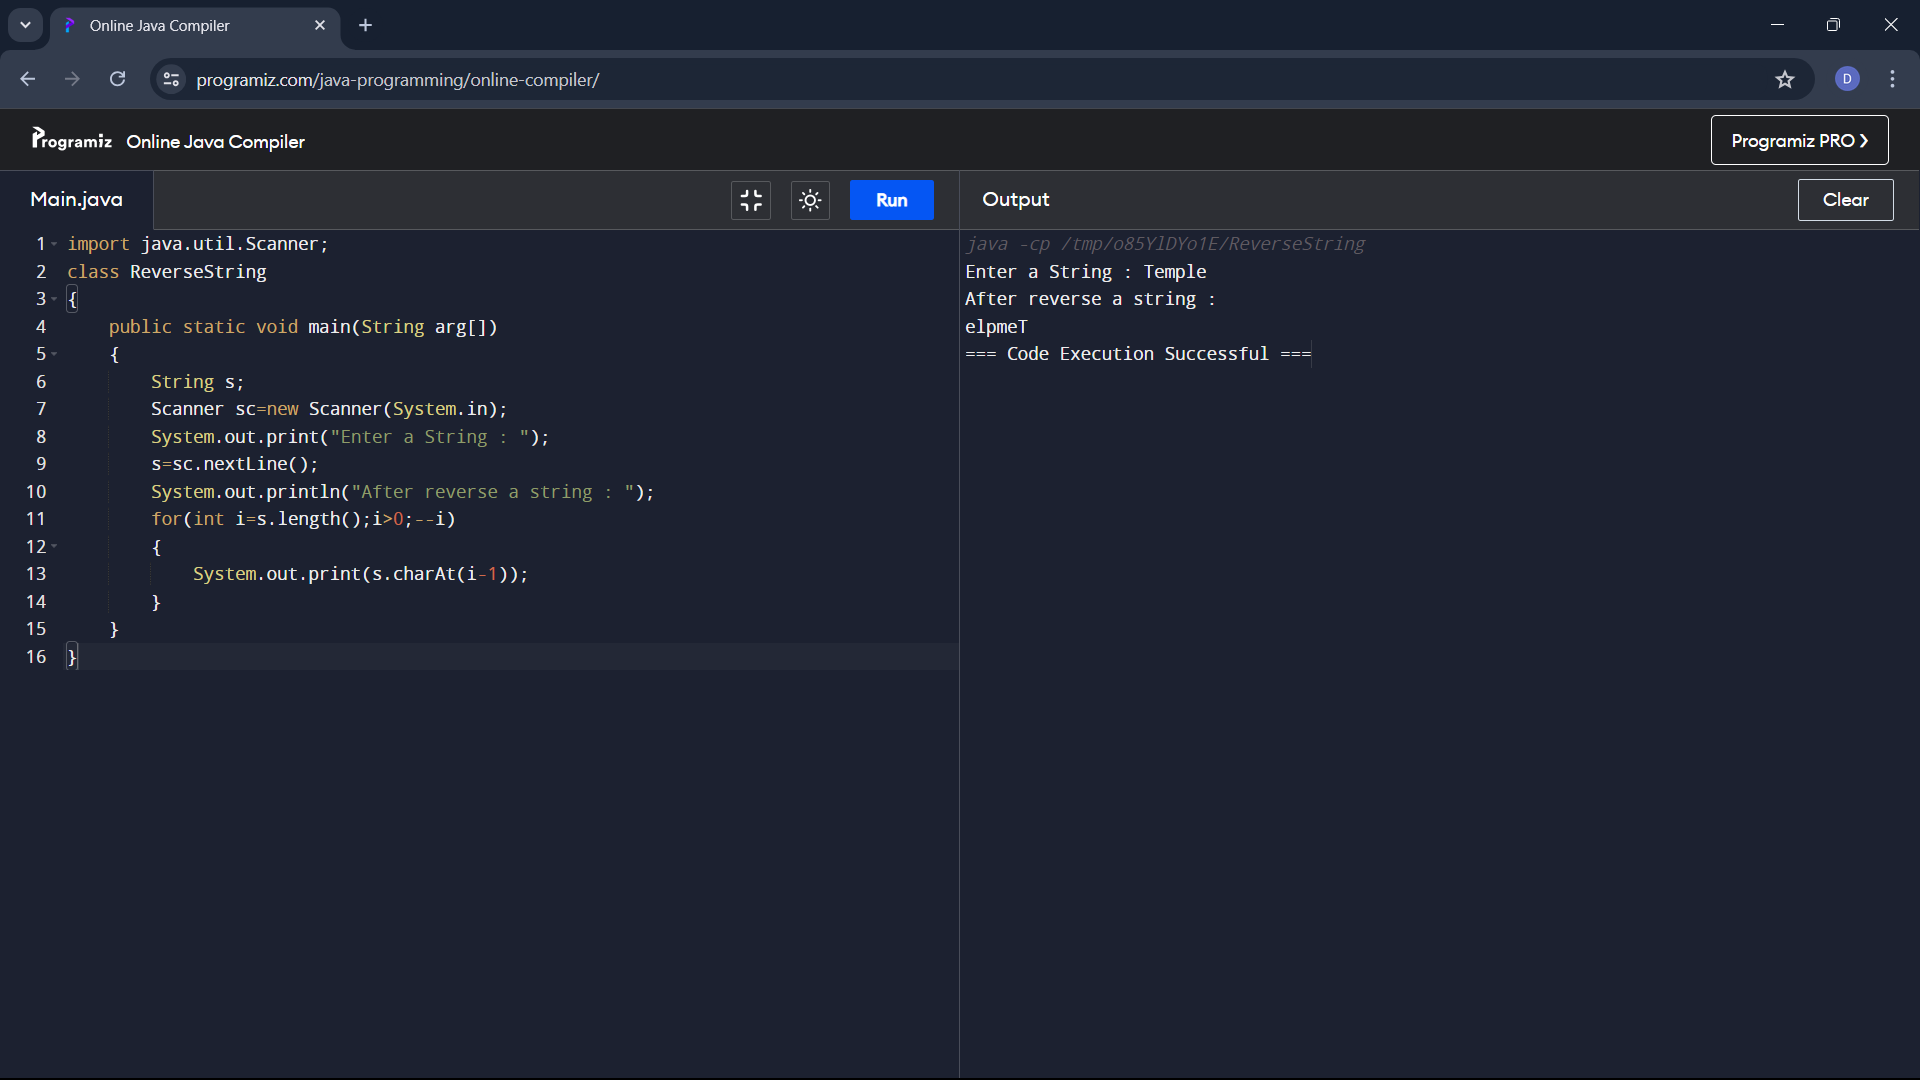 Online Java Compiler
programiz.com/java-programming/online-compiler/
D
Programiz Online Java Compiler
Programiz PRO
Main.java
Run
Output
Clear
1 import java.util.Scanner;
2 class ReverseString
3 {
4     public static void main(String arg[])
5     {
6         String s;
7         Scanner sc=new Scanner(System.in);
8         System.out.print("Enter a String : ");
9         s=sc.nextLine();
10         System.out.println("After reverse a string : ");
11         for(int i=s.length();i>0;--i)
12         {
13             System.out.print(s.charAt(i-1));
14         }
15     }
16 }
java -cp /tmp/o85YlDYo1E/ReverseString
Enter a String : Temple
After reverse a string :
elpmeT
=== Code Execution Successful ===